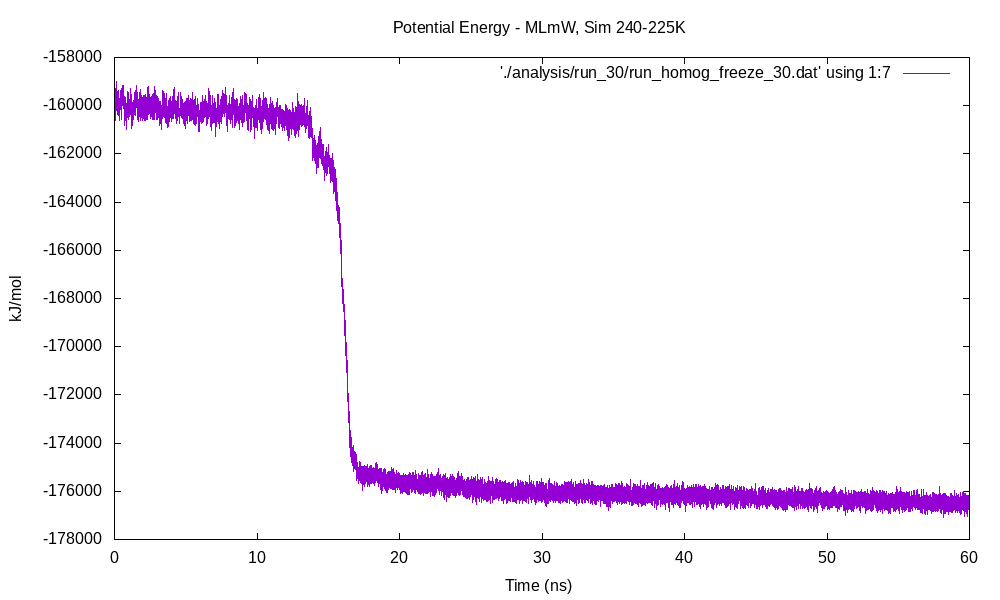 Potential Energy - MLmW, Sim 240-225K
'./analysis/run_30/run_homog_freeze_30.dat' using 1:7
-158000
-160000
-162000
-164000
-166000
-168000
-170000
-172000
-174000
-176000
-178000
kJ/mol
0 10 20 30 40 50 60
Time (ns)